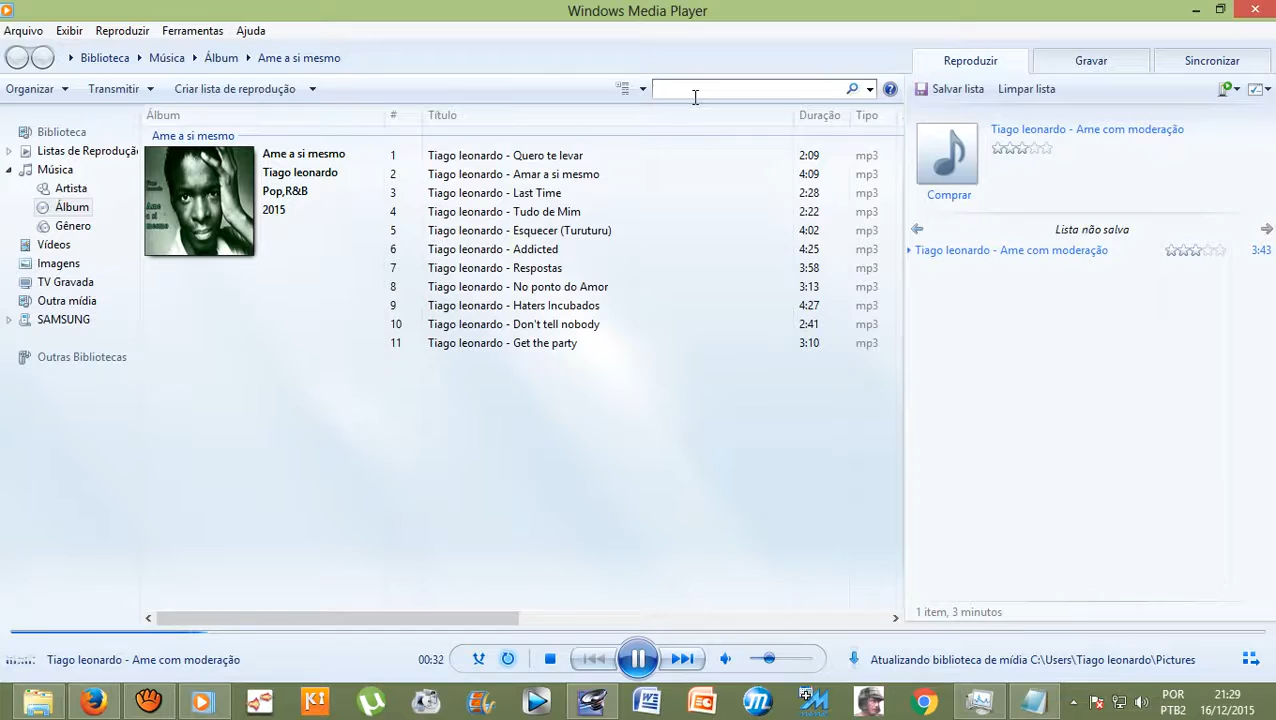 Windows Media Player
Arquivo Exibir Reproduzir Ferramentas Ajuda
Biblioteca Música Álbum Ame a si mesmo
Reproduzir Gravar Sincronizar
Organizar Transmitir Criar lista de reprodução
Salvar lista Limpar lista
Álbum # Título Duração Tipo
Biblioteca
Listas de Reproduçã
Música
Artista
Álbum
Gênero
Vídeos
Imagens
TV Gravada
Outra mídia
SAMSUNG
Outras Bibliotecas
Ame a si mesmo
Ame a si mesmo
Tiago leonardo
Pop,R&B
2015
1 Tiago leonardo - Quero te levar 2:09 mp3
2 Tiago leonardo - Amar a si mesmo 4:09 mp3
3 Tiago leonardo - Last Time 2:28 mp3
4 Tiago leonardo - Tudo de Mim 2:22 mp3
5 Tiago leonardo - Esquecer (Turuturu) 4:02 mp3
6 Tiago leonardo - Addicted 4:25 mp3
7 Tiago leonardo - Respostas 3:58 mp3
8 Tiago leonardo - No ponto do Amor 3:13 mp3
9 Tiago leonardo - Haters Incubados 4:27 mp3
10 Tiago leonardo - Don't tell nobody 2:41 mp3
11 Tiago leonardo - Get the party 3:10 mp3
Tiago leonardo - Ame com moderação
Comprar
Lista não salva
Tiago leonardo - Ame com moderação 3:43
1 item, 3 minutos
Tiago leonardo - Ame com moderação
00:32
Atualizando biblioteca de mídia C:\Users\Tiago leonardo\Pictures
POR
PTB2
21:29
16/12/2015